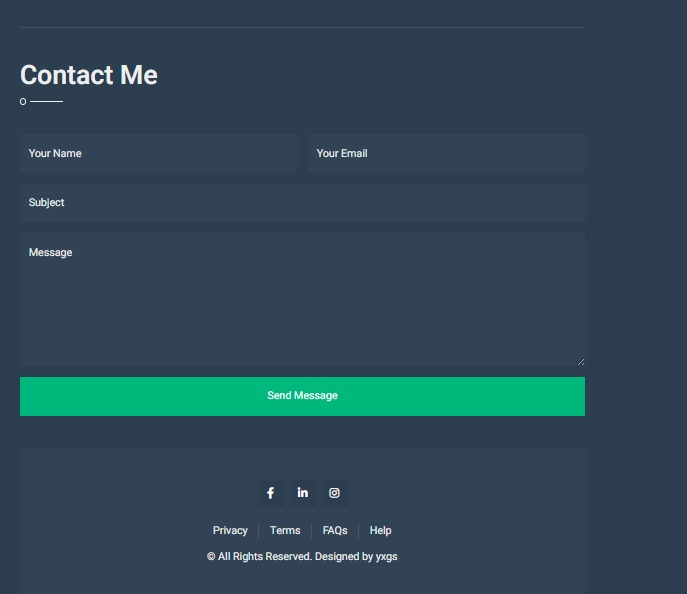 Contact Me
Your Name Your Email
Subject
Message
Send Message
Privacy Terms FAQs Help
© All Rights Reserved. Designed by yxgs